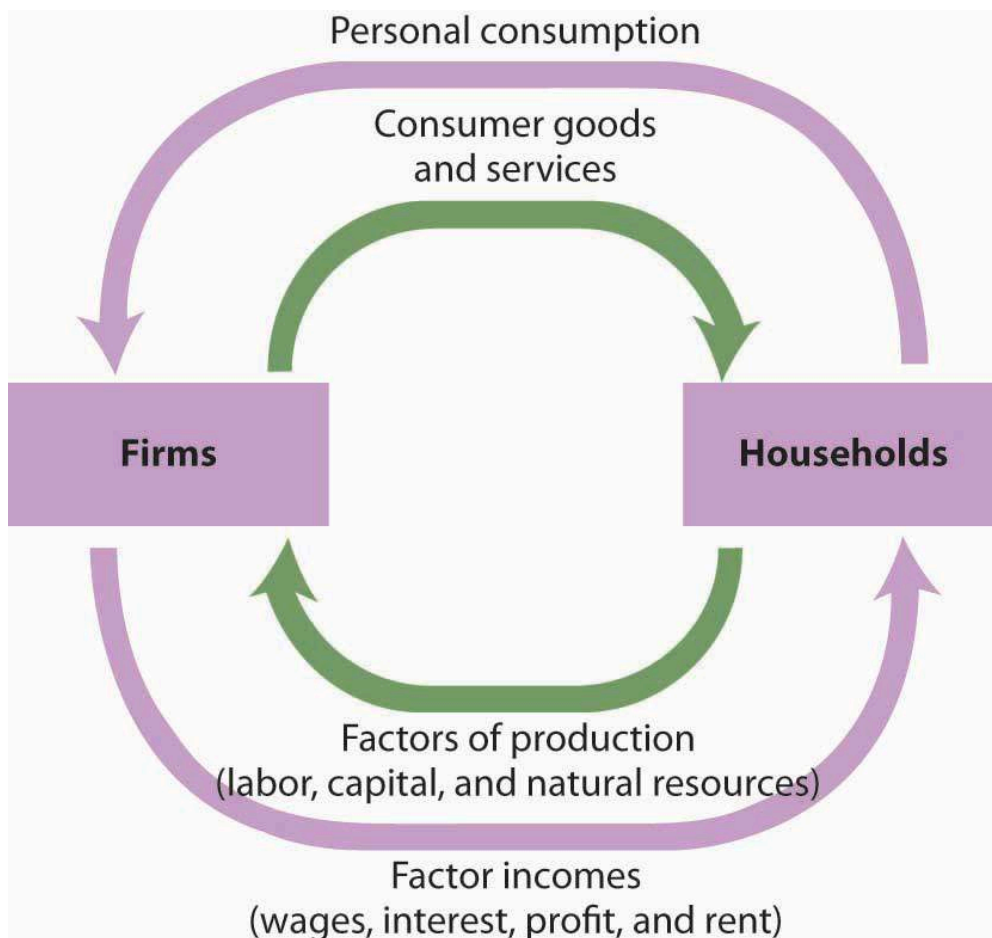 Personal consumption
Consumer goods
and services
Firms
Households
Factors of production
(labor, capital, and natural resources)
Factor incomes
(wages, interest, profit, and rent)